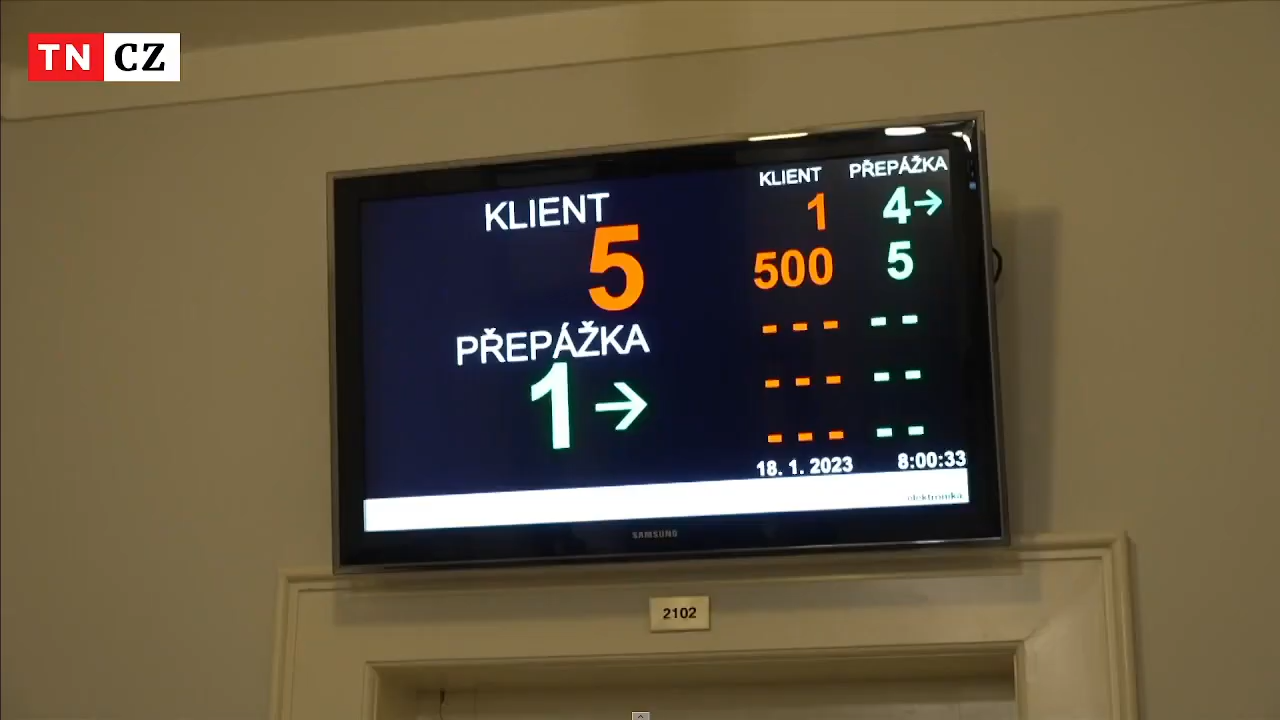 TN CZ
KLIENT
5
PŘEPÁŽKA
1→
KLIENT PŘEPÁŽKA
1 4→
500 5
--- --
--- --
--- --
18. 1. 2023 8:00:33
elektronika
SAMSUNG
2102